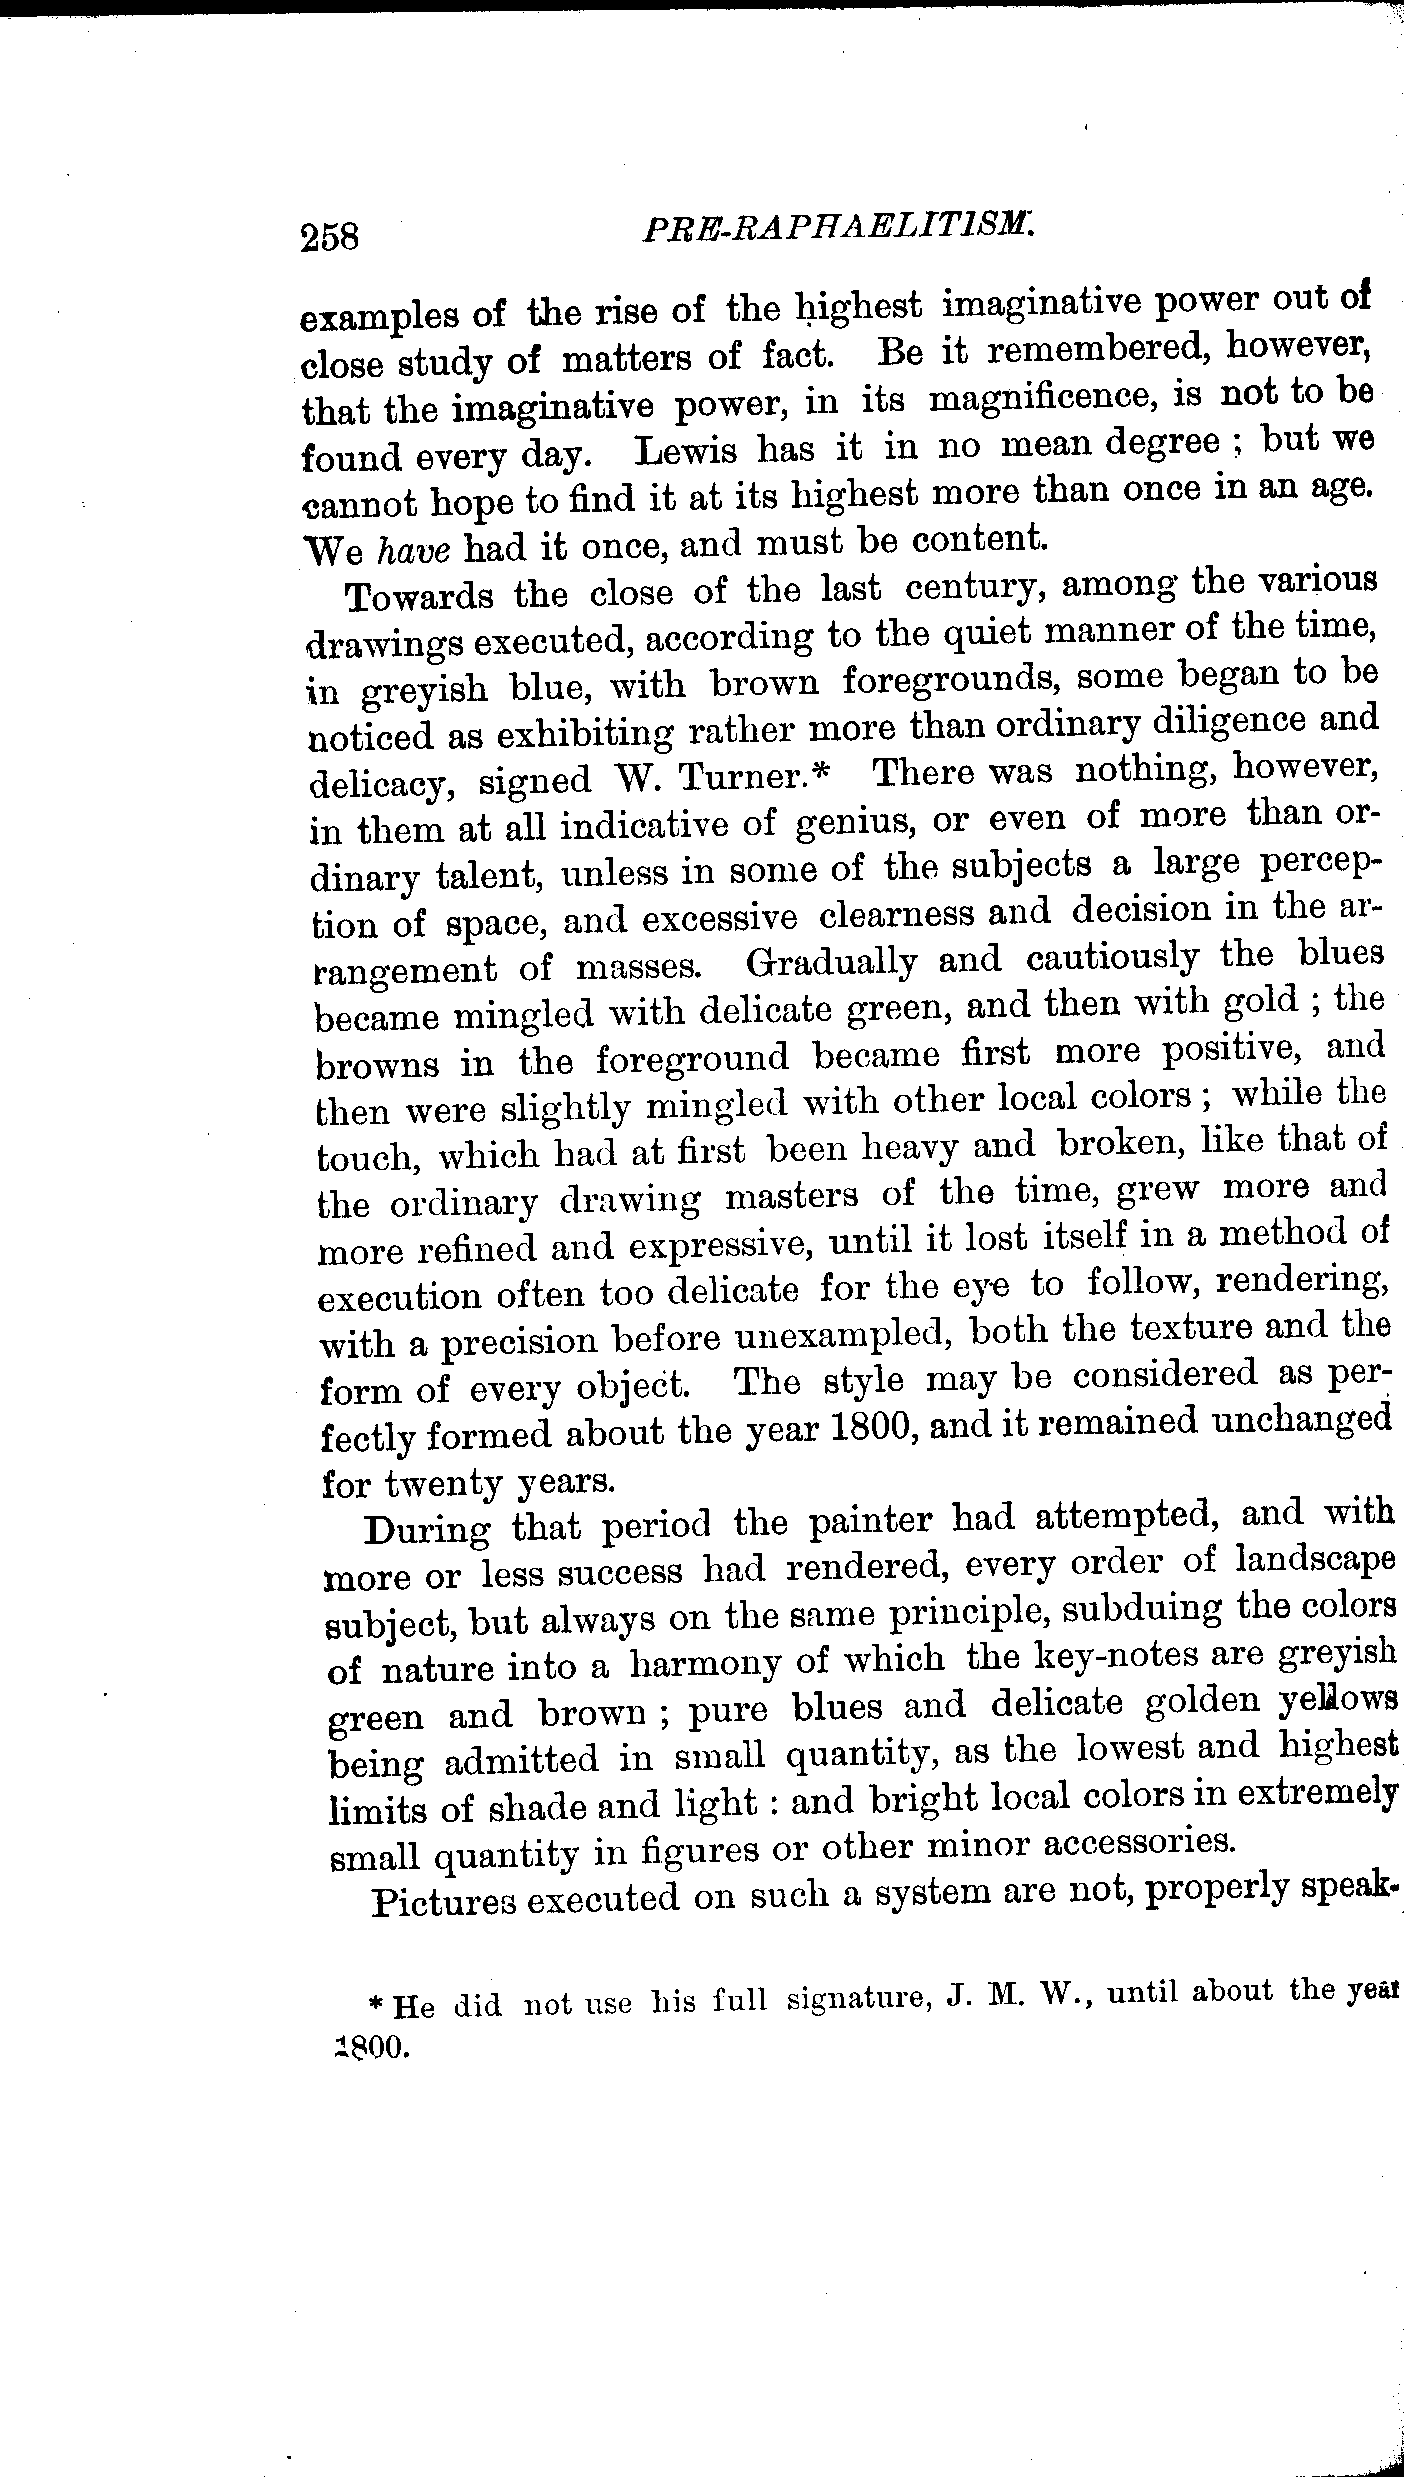 258 PRE-RAPHAELITISM.
examples of the rise of the highest imaginative power out of
close study of matters of fact. Be it remembered, however,
that the imaginative power, in its magnificence, is not to be
found every day. Lewis has it in no mean degree ; but we
cannot hope to find it at its highest more than once in an age.
We have had it once, and must be content.
Towards the close of the last century, among the various
drawings executed, according to the quiet manner of the time,
in greyish blue, with brown foregrounds, some began to be
noticed as exhibiting rather more than ordinary diligence and
delicacy, signed W. Turner.* There was nothing, however,
in them at all indicative of genius, or even of more than or-
dinary talent, unless in some of the subjects a large percep-
tion of space, and excessive clearness and decision in the ar-
rangement of masses. Gradually and cautiously the blues
became mingled with delicate green, and then with gold ; the
browns in the foreground became first more positive, and
then were slightly mingled with other local colors ; while the
touch, which had at first been heavy and broken, like that of
the ordinary drawing masters of the time, grew more and
more refined and expressive, until it lost itself in a method of
execution often too delicate for the eye to follow, rendering,
with a precision before unexampled, both the texture and the
form of every object. The style may be considered as per-
fectly formed about the year 1800, and it remained unchanged
for twenty years.
During that period the painter had attempted, and with
more or less success had rendered, every order of landscape
subject, but always on the same principle, subduing the colors
of nature into a harmony of which the key-notes are greyish
green and brown ; pure blues and delicate golden yellows
being admitted in small quantity, as the lowest and highest
limits of shade and light : and bright local colors in extremely
small quantity in figures or other minor accessories.
Pictures executed on such a system are not, properly speak-
* He did not use his full signature, J. M. W., until about the year
1800.